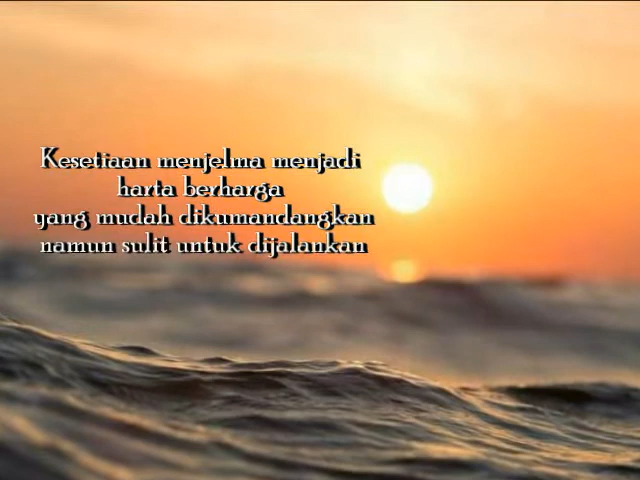 Kesetiaan menjelma menjadi
harta berharga
yang mudah dikumandangkan
namun sulit untuk dijalankan